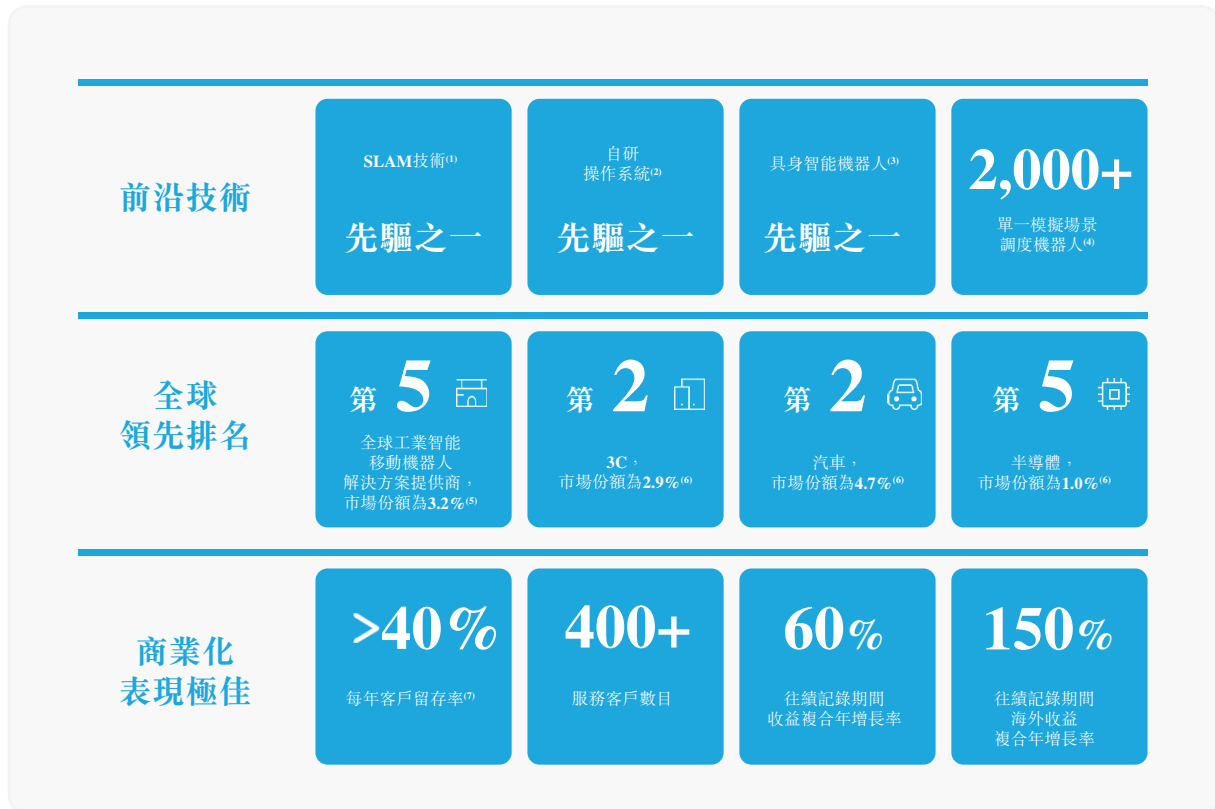 前沿技術
SLAM技術(1)
先驅之一
自研
操作系統(2)
先驅之一
具身智能機器人(3)
先驅之一
2,000+
單一模擬場景
調度機器人(4)
全球
領先排名
第 5
全球工業智能
移動機器人
解決方案提供商，
市場份額為3.2%(5)
第 2
3C，
市場份額為2.9%(6)
第 2
汽車，
市場份額為4.7%(6)
第 5
半導體，
市場份額為1.0%(6)
商業化
表現極佳
>40%
每年客戶留存率(7)
400+
服務客戶數目
60%
往績記錄期間
收益複合年增長率
150%
往績記錄期間
海外收益
複合年增長率